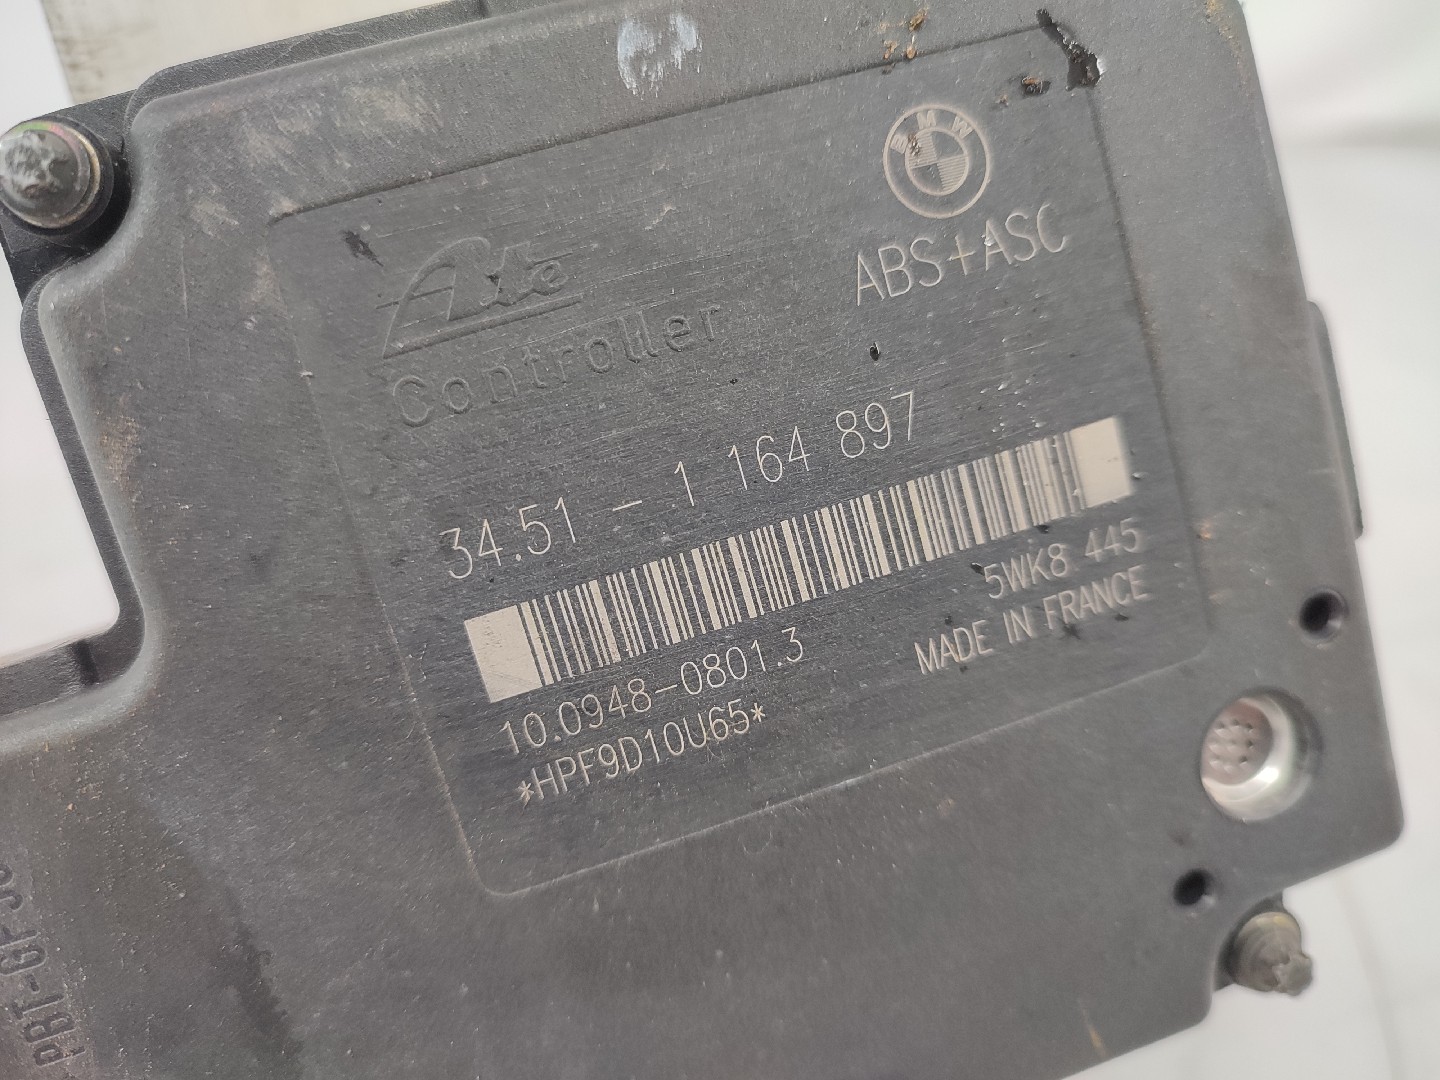 BMW
ABS+ASC
Ate
Controller
34.51 - 1 164 897
5WK8 445
MADE IN FRANCE
10.0948-0801.3
*HPF9D10U65*